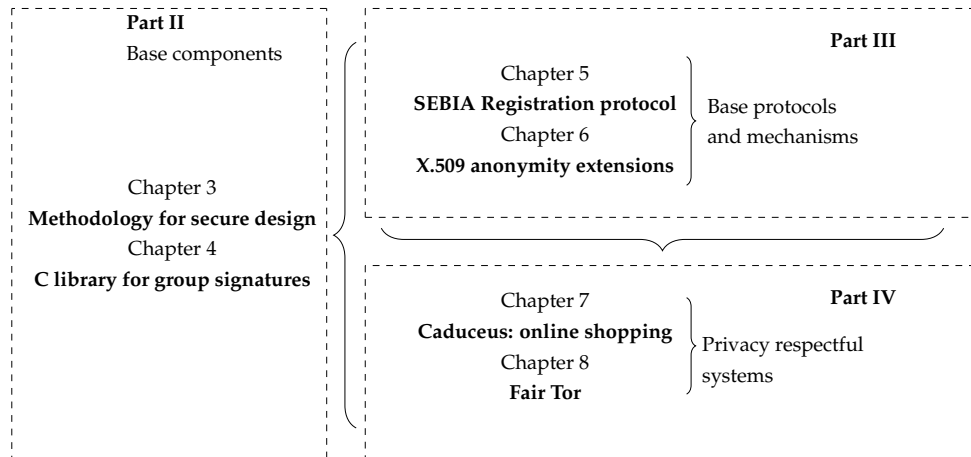 Part II
Base components
Chapter 3
Methodology for secure design
Chapter 4
C library for group signatures
Part III
Chapter 5
SEBIA Registration protocol
Chapter 6
X.509 anonymity extensions
Base protocols
and mechanisms
Part IV
Chapter 7
Caduceus: online shopping
Chapter 8
Fair Tor
Privacy respectful
systems